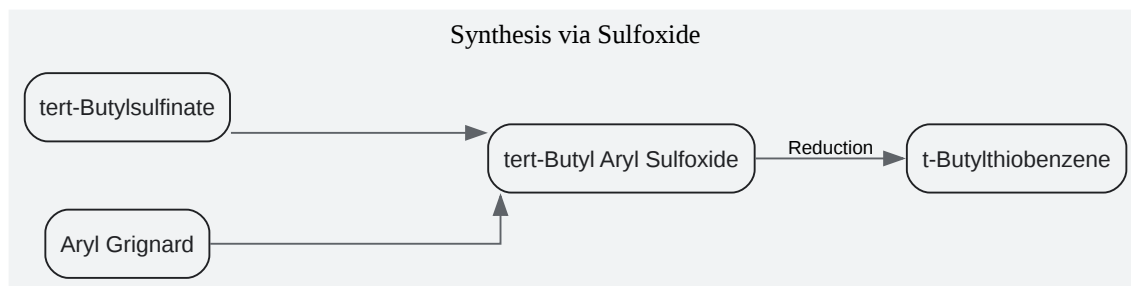 Synthesis via Sulfoxide
tert-Butylsulfinate
tert-Butyl Aryl Sulfoxide
Reduction
t-Butylthiobenzene
Aryl Grignard